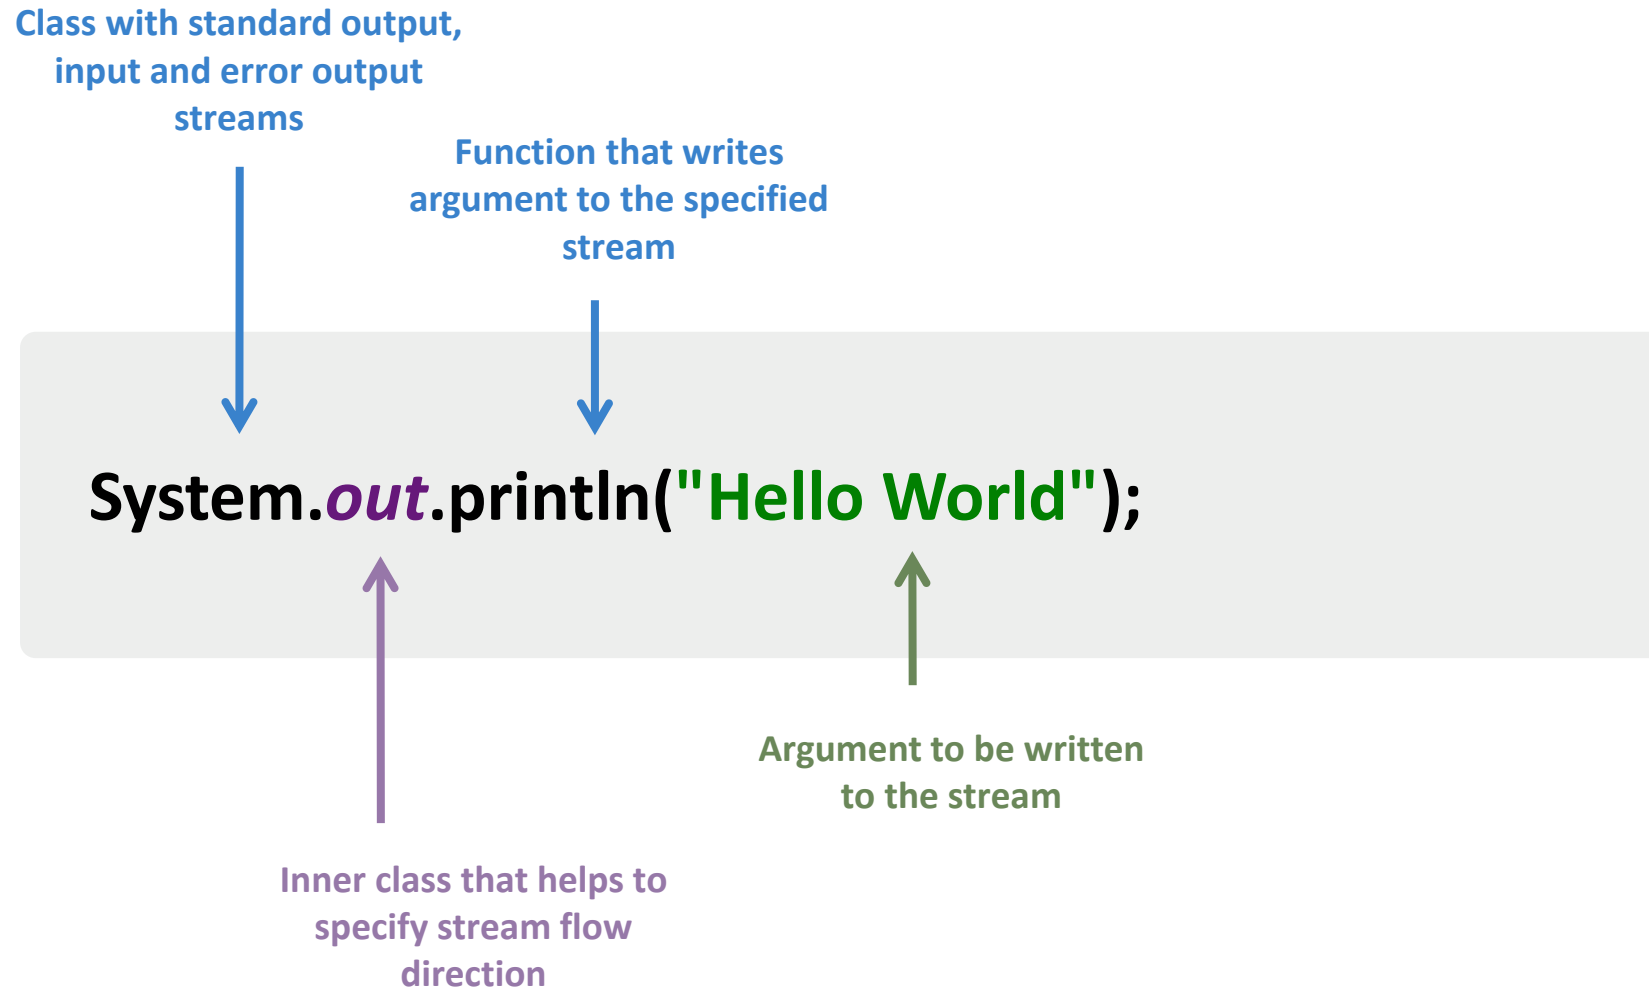 Class with standard output,
input and error output
streams
Function that writes
argument to the specified
stream
System.out.println("Hello World");
Argument to be written
to the stream
Inner class that helps to
specify stream flow
direction